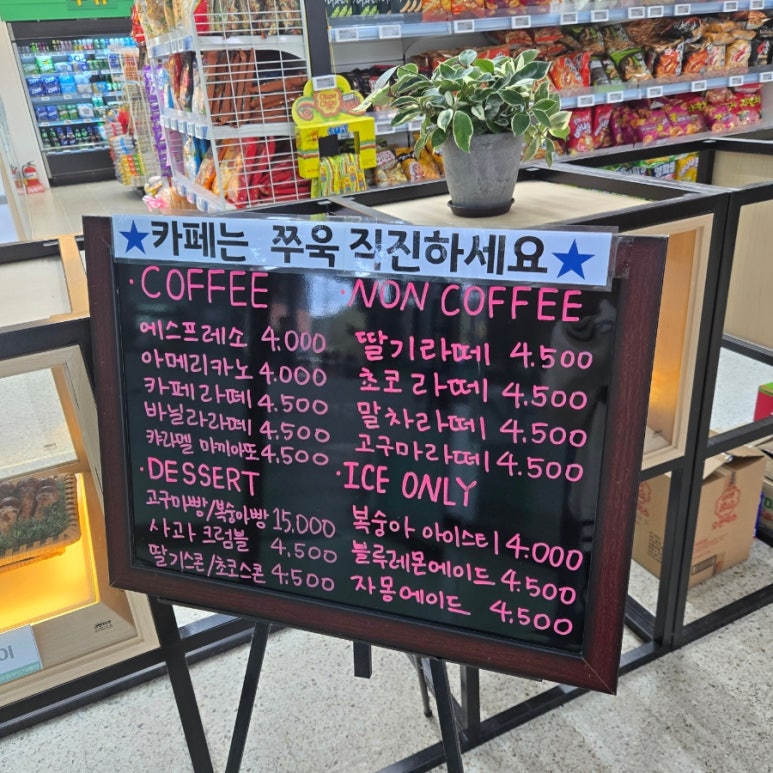 ★카페는 쭈욱 직진하세요★
·COFFEE
에스프레소 4.000
아메리카노 4.000
카페라떼 4.500
바닐라라떼 4.500
카라멜 마끼아또 4.500
·DESSERT
고구마빵/복숭아빵 15,000
사과 크럼블 4.500
딸기스콘/초코스콘 4.500
·NON COFFEE
딸기라떼 4.500
초코라떼 4.500
말차라떼 4.500
고구마라떼 4.500
·ICE ONLY
복숭아 아이스티 4.000
블루레몬에이드 4.500
자몽에이드 4.500